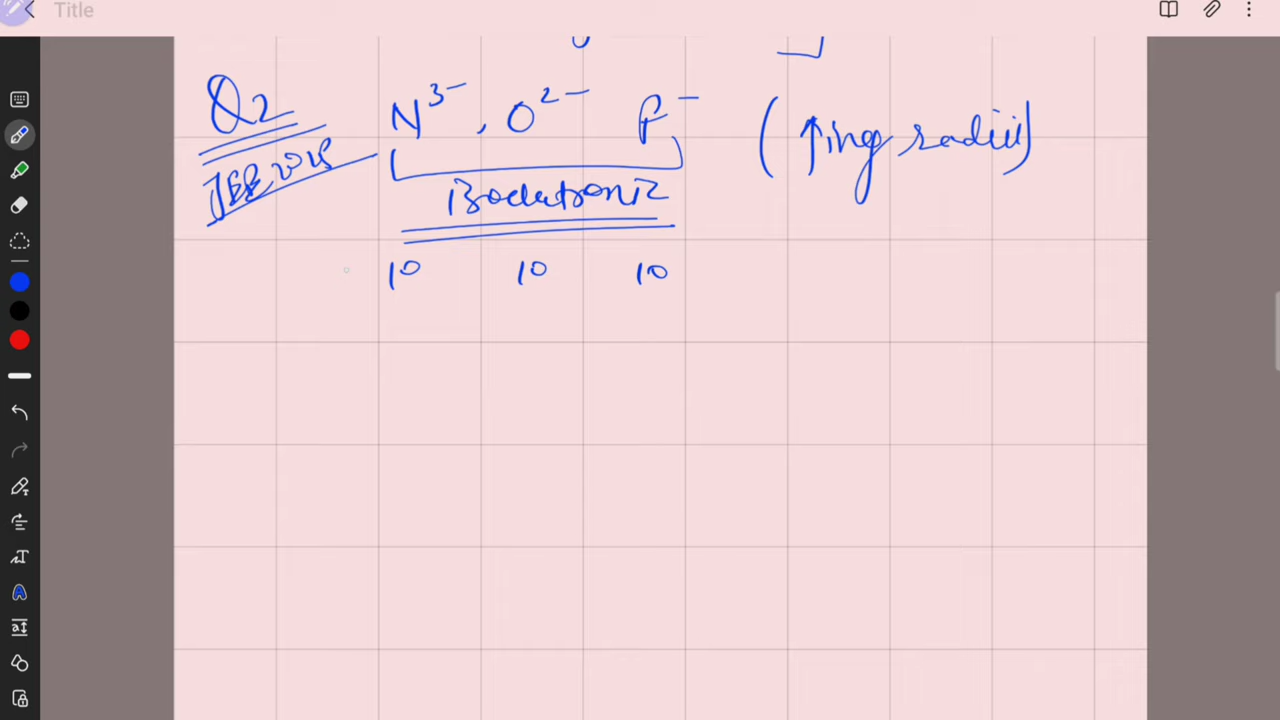 Title
Q2 N³⁻, O²⁻ F⁻ (↑ing radii)
JEE 2015
Isoelectronic
10 10 10